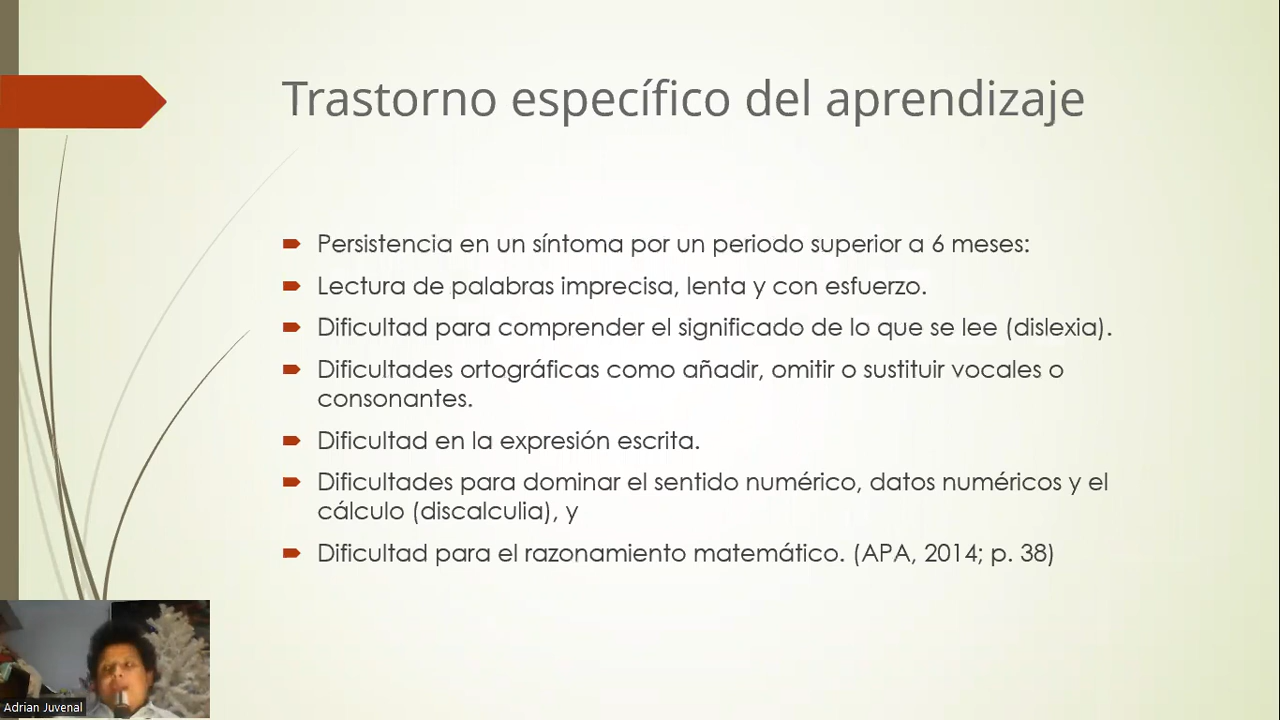 Trastorno específico del aprendizaje
Persistencia en un síntoma por un periodo superior a 6 meses:
Lectura de palabras imprecisa, lenta y con esfuerzo.
Dificultad para comprender el significado de lo que se lee (dislexia).
Dificultades ortográficas como añadir, omitir o sustituir vocales o
consonantes.
Dificultad en la expresión escrita.
Dificultades para dominar el sentido numérico, datos numéricos y el
cálculo (discalculia), y
Dificultad para el razonamiento matemático. (APA, 2014; p. 38)
Adrian Juvenal